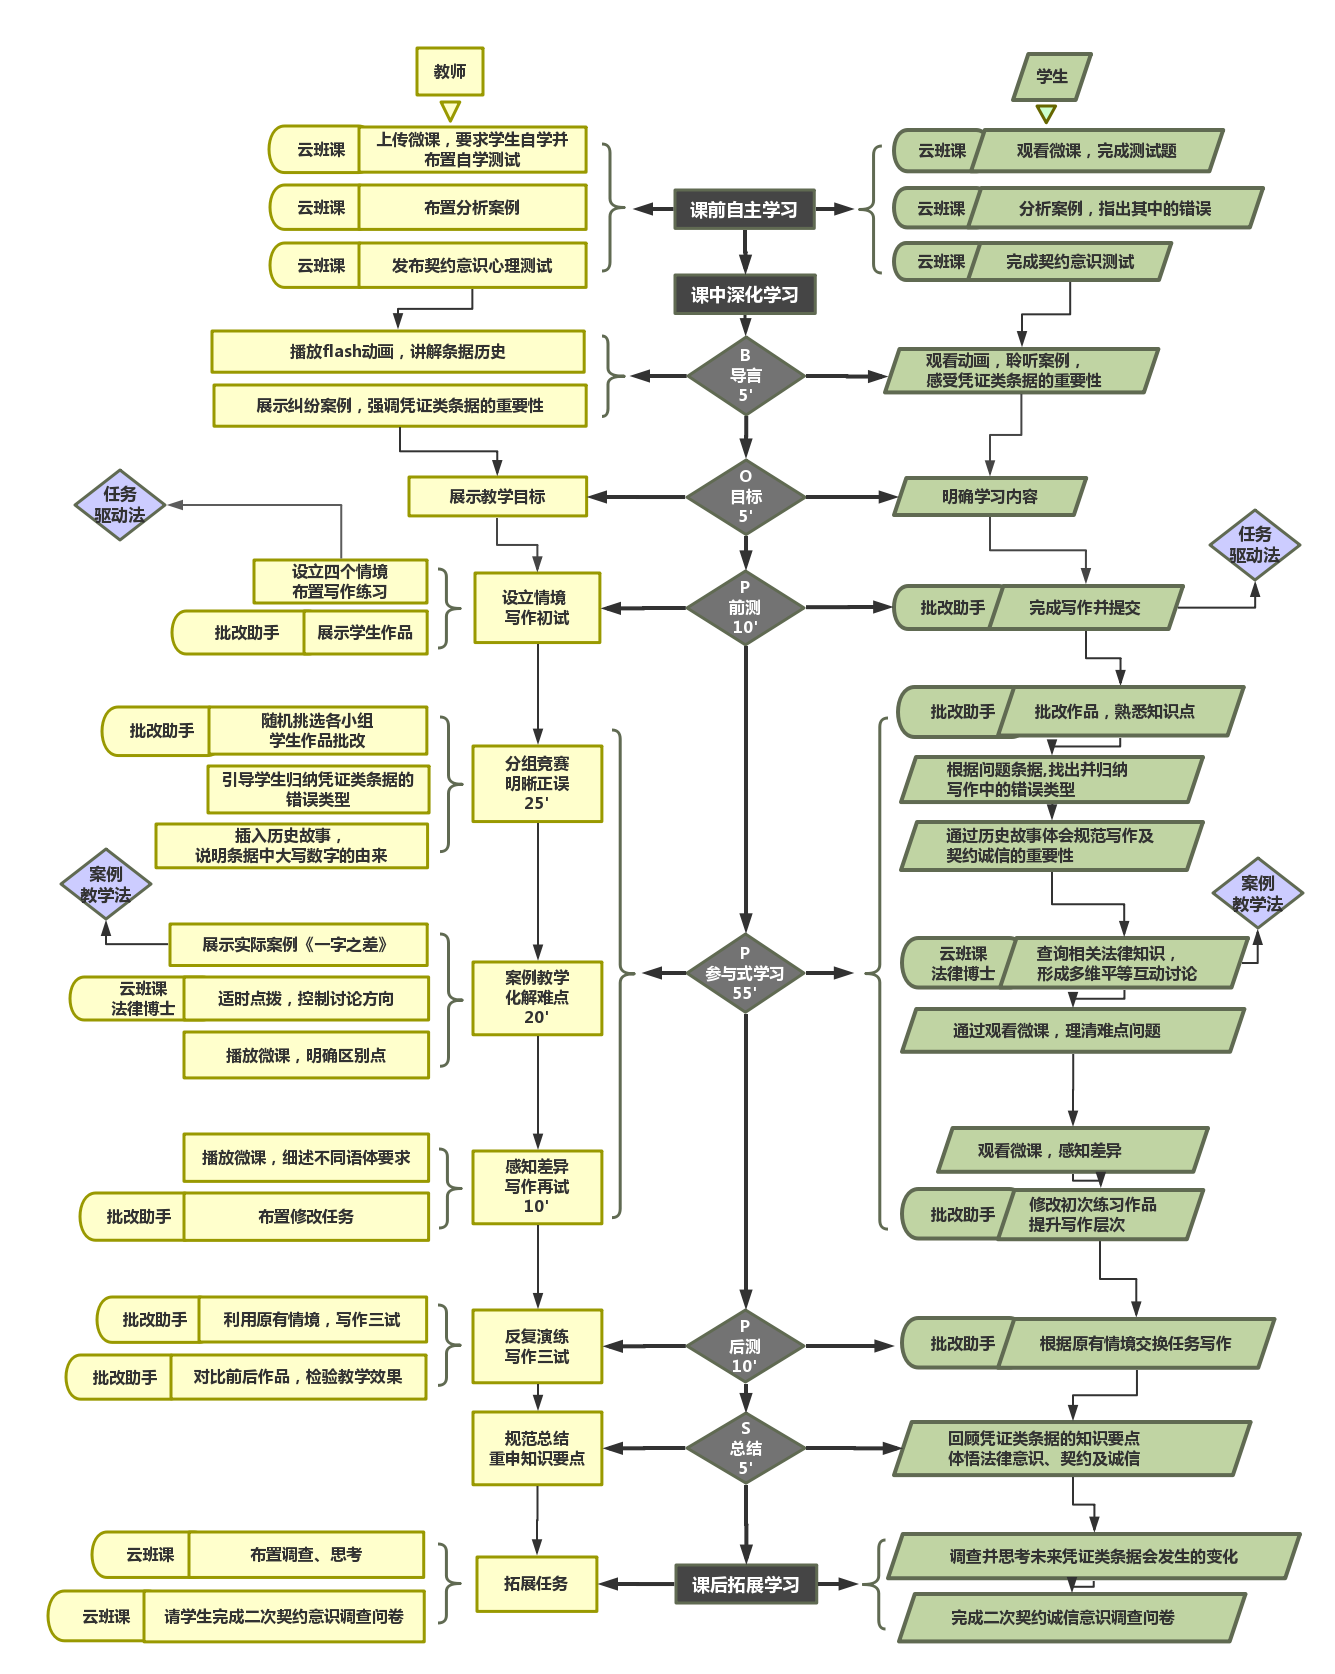 教师
学生
云班课
上传微课，要求学生自学并
布置自学测试
云班课
布置分析案例
云班课
发布契约意识心理测试
课前自主学习
云班课
观看微课，完成测试题
云班课
分析案例，指出其中的错误
云班课
完成契约意识测试
课中深化学习
播放flash动画，讲解条据历史
展示纠纷案例，强调凭证类条据的重要性
B
导言
5'
观看动画，聆听案例，
感受凭证类条据的重要性
任务
驱动法
展示教学目标
O
目标
5'
明确学习内容
任务
驱动法
设立四个情境
布置写作练习
批改助手
展示学生作品
设立情境
写作初试
P
前测
10'
批改助手
完成写作并提交
批改助手
随机挑选各小组
学生作品批改
引导学生归纳凭证类条据的
错误类型
插入历史故事，
说明条据中大写数字的由来
分组竞赛
明晰正误
25'
批改助手
批改作品，熟悉知识点
根据问题条据,找出并归纳
写作中的错误类型
通过历史故事体会规范写作及
契约诚信的重要性
案例
教学法
案例
教学法
展示实际案例《一字之差》
云班课
法律博士
适时点拨，控制讨论方向
播放微课，明确区别点
案例教学
化解难点
20'
P
参与式学习
55'
云班课
法律博士
查询相关法律知识，
形成多维平等互动讨论
通过观看微课，理清难点问题
播放微课，细述不同语体要求
批改助手
布置修改任务
感知差异
写作再试
10'
观看微课，感知差异
批改助手
修改初次练习作品
提升写作层次
批改助手
利用原有情境，写作三试
批改助手
对比前后作品，检验教学效果
反复演练
写作三试
P
后测
10'
批改助手
根据原有情境交换任务写作
规范总结
重申知识要点
S
总结
5'
回顾凭证类条据的知识要点
体悟法律意识、契约及诚信
云班课
布置调查、思考
云班课
请学生完成二次契约意识调查问卷
拓展任务
课后拓展学习
调查并思考未来凭证类条据会发生的变化
完成二次契约诚信意识调查问卷